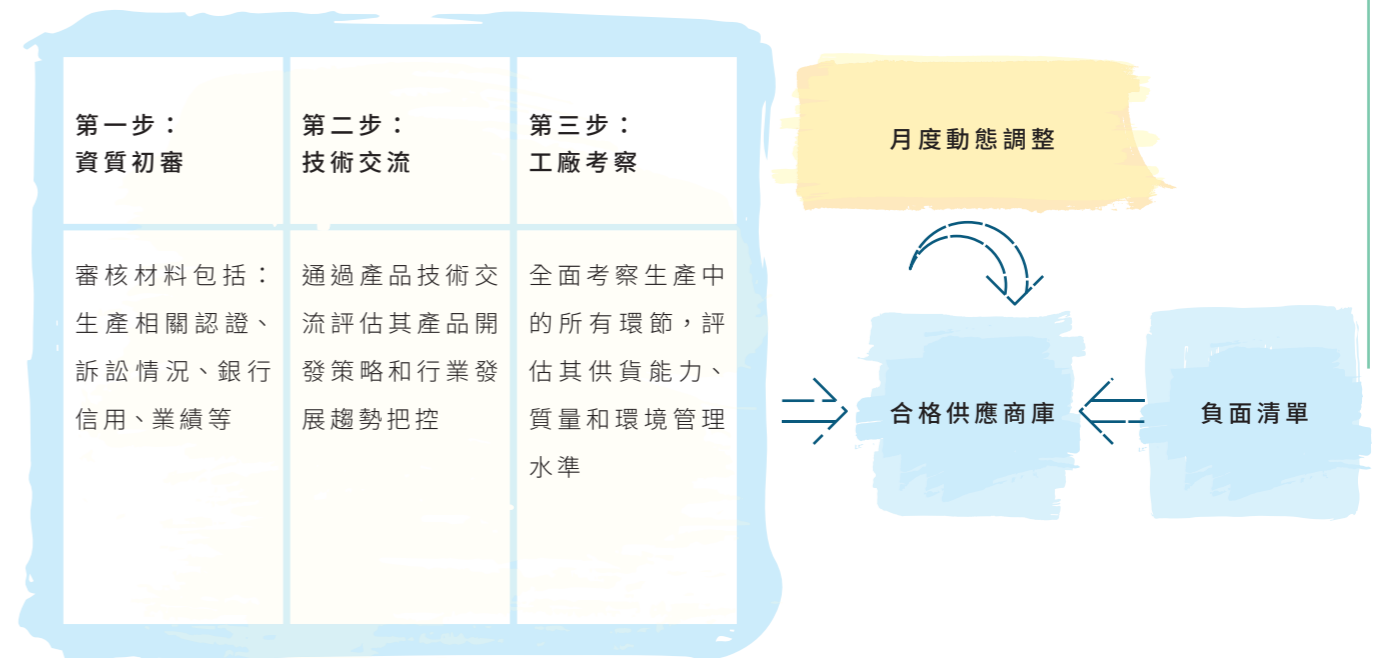 第一步：
資質初審
審核材料包括：
生產相關認證、
訴訟情況、銀行
信用、業績等
第二步：
技術交流
通過產品技術交
流評估其產品開
發策略和行業發
展趨勢把控
第三步：
工廠考察
全面考察生產中
的所有環節，評
估其供貨能力、
質量和環境管理
水準
月度動態調整
合格供應商庫
負面清單